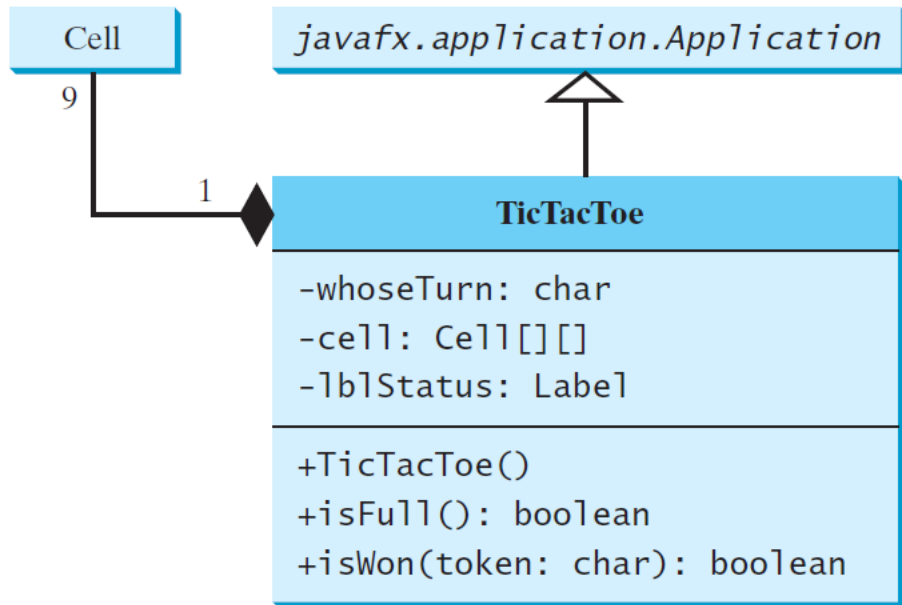 Cell
javafx.application.Application
9
1
TicTacToe
-whoseTurn: char
-cell: Cell[][]
-lblStatus: Label
+TicTacToe()
+isFull(): boolean
+isWon(token: char): boolean